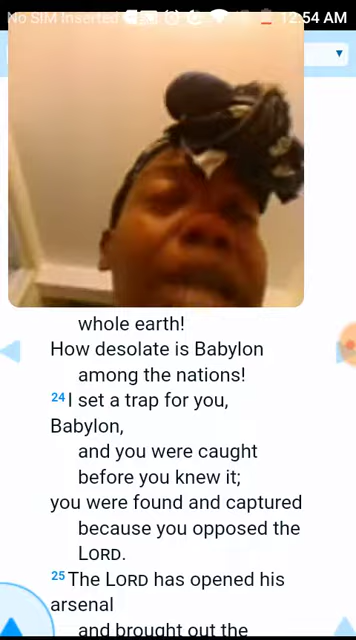 No SIM Inserted 12:54 AM
whole earth!
How desolate is Babylon
among the nations!
24 I set a trap for you,
Babylon,
and you were caught
before you knew it;
you were found and captured
because you opposed the
LORD.
25 The LORD has opened his
arsenal
and brought out the